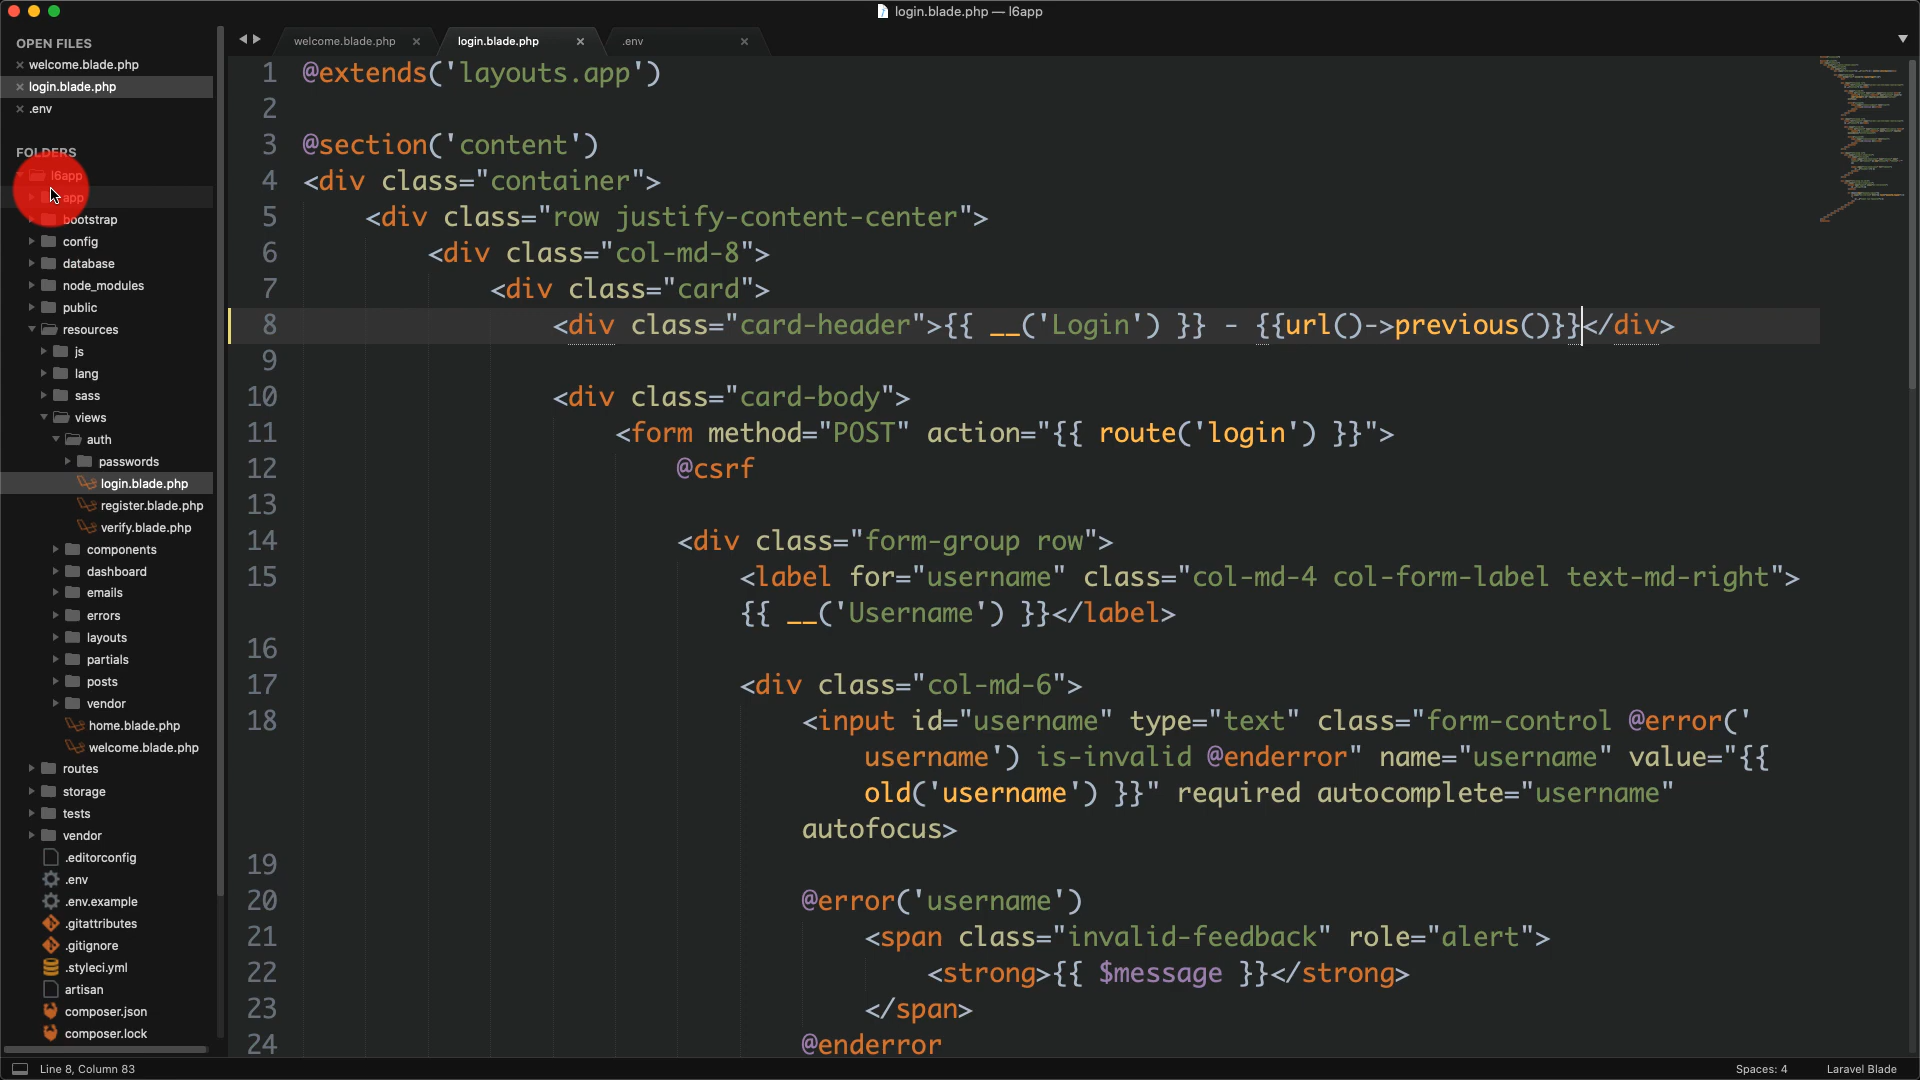 login.blade.php — l6app
OPEN FILES
welcome.blade.php
login.blade.php
.env
FOLDERS
l6app
app
bootstrap
config
database
node_modules
public
resources
js
lang
sass
views
auth
passwords
login.blade.php
register.blade.php
verify.blade.php
components
dashboard
emails
errors
layouts
partials
posts
vendor
home.blade.php
welcome.blade.php
routes
storage
tests
vendor
.editorconfig
.env
.env.example
.gitattributes
.gitignore
.styleci.yml
artisan
composer.json
composer.lock
welcome.blade.php
login.blade.php
.env
1 @extends('layouts.app')
2
3 @section('content')
4 <div class="container">
5 <div class="row justify-content-center">
6 <div class="col-md-8">
7 <div class="card">
8 <div class="card-header">{{ __('Login') }} - {{url()->previous()}}</div>
9
10 <div class="card-body">
11 <form method="POST" action="{{ route('login') }}">
12 @csrf
13
14 <div class="form-group row">
15 <label for="username" class="col-md-4 col-form-label text-md-right">
{{ __('Username') }}</label>
16
17 <div class="col-md-6">
18 <input id="username" type="text" class="form-control @error('
username') is-invalid @enderror" name="username" value="{{
old('username') }}" required autocomplete="username"
autofocus>
19
20 @error('username')
21 <span class="invalid-feedback" role="alert">
22 <strong>{{ $message }}</strong>
23 </span>
24 @enderror
Line 8, Column 83
Spaces: 4
Laravel Blade